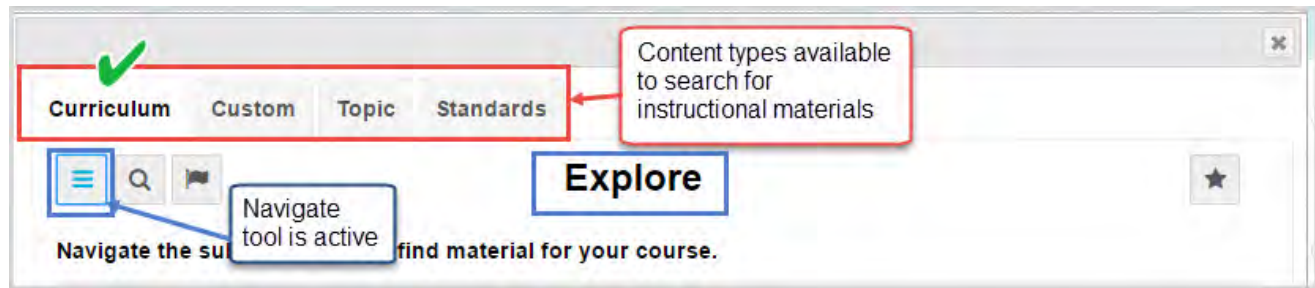 Content types available
to search for
instructional materials
Curriculum Custom Topic Standards
Explore
Navigate
tool is active
Navigate the find material for your course.